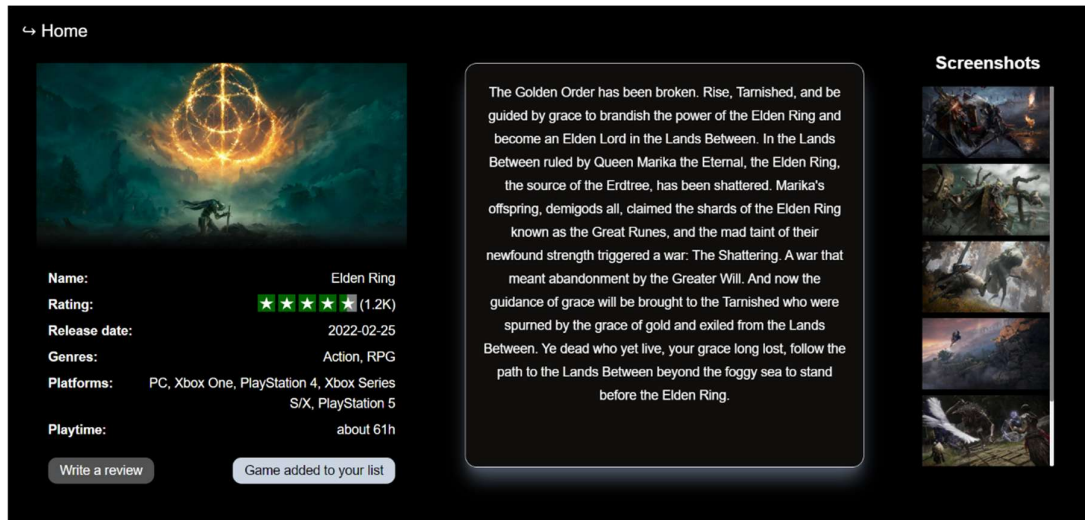 ↪ Home
Name: Elden Ring
Rating: (1.2K)
Release date: 2022-02-25
Genres: Action, RPG
Platforms: PC, Xbox One, PlayStation 4, Xbox Series
S/X, PlayStation 5
Playtime: about 61h
Write a review
Game added to your list
The Golden Order has been broken. Rise, Tarnished, and be
guided by grace to brandish the power of the Elden Ring and
become an Elden Lord in the Lands Between. In the Lands
Between ruled by Queen Marika the Eternal, the Elden Ring,
the source of the Erdtree, has been shattered. Marika's
offspring, demigods all, claimed the shards of the Elden Ring
known as the Great Runes, and the mad taint of their
newfound strength triggered a war: The Shattering. A war that
meant abandonment by the Greater Will. And now the
guidance of grace will be brought to the Tarnished who were
spurned by the grace of gold and exiled from the Lands
Between. Ye dead who yet live, your grace long lost, follow the
path to the Lands Between beyond the foggy sea to stand
before the Elden Ring.
Screenshots